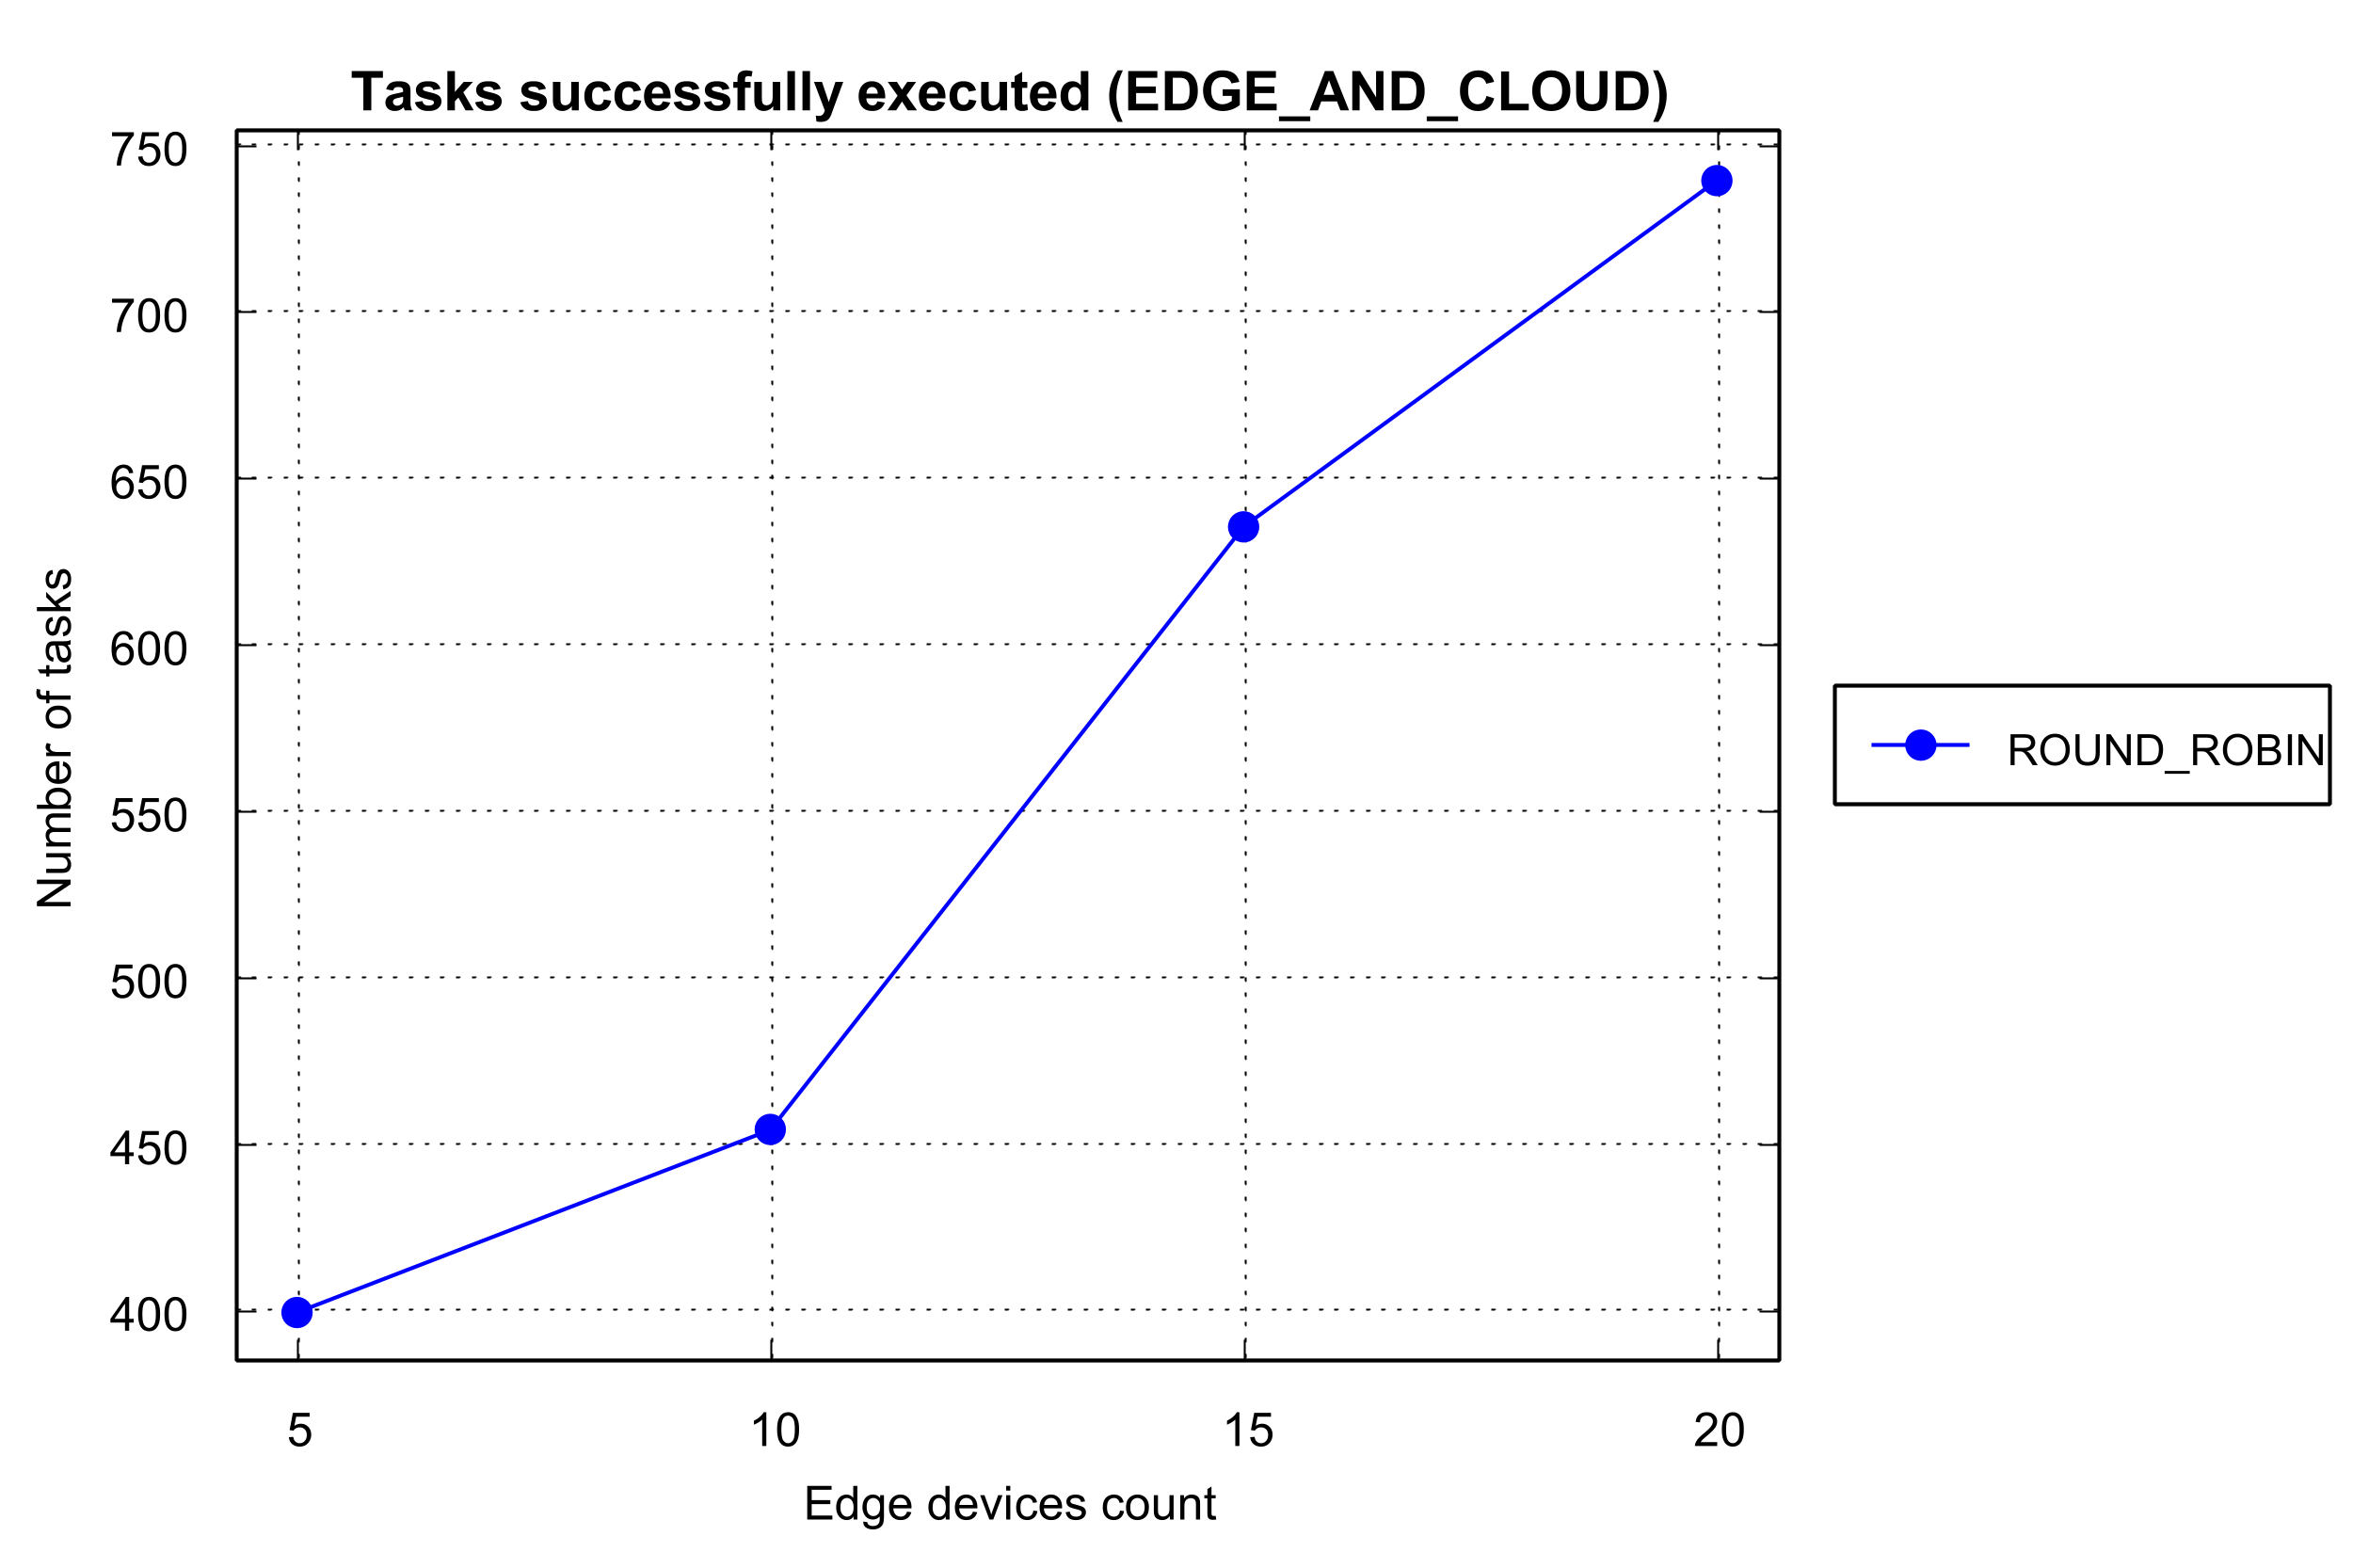 Tasks successfully executed (EDGE_AND_CLOUD)
750
700
650
600
550
500
450
400
Number of tasks
5 10 15 20
Edge devices count
ROUND_ROBIN